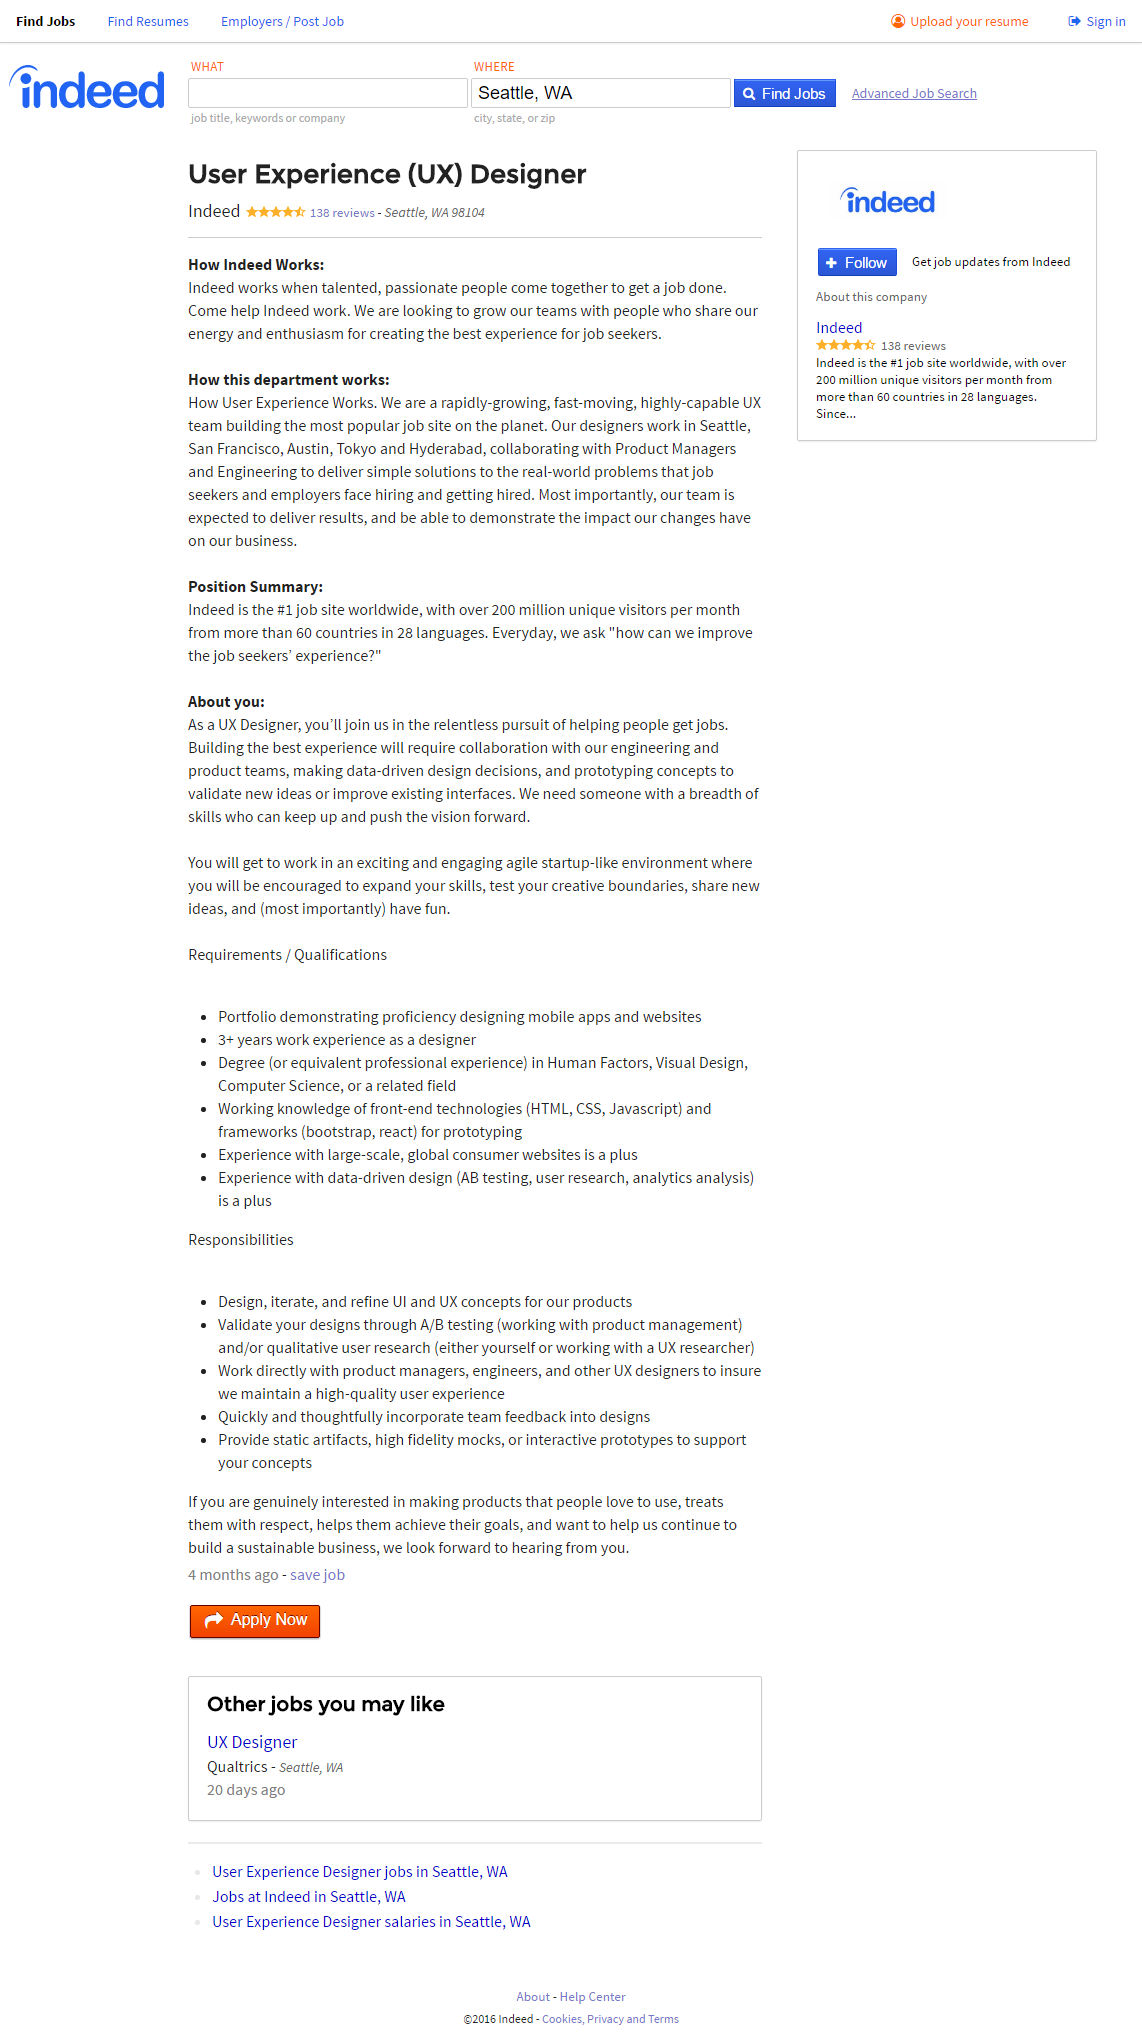 Find Jobs Find Resumes Employers / Post Job Upload your resume Sign in
indeed
WHAT WHERE
Seattle, WA Find Jobs Advanced Job Search
job title, keywords or company city, state, or zip
User Experience (UX) Designer
Indeed 138 reviews - Seattle, WA 98104
How Indeed Works:
Indeed works when talented, passionate people come together to get a job done.
Come help Indeed work. We are looking to grow our teams with people who share our
energy and enthusiasm for creating the best experience for job seekers.
How this department works:
How User Experience Works. We are a rapidly-growing, fast-moving, highly-capable UX
team building the most popular job site on the planet. Our designers work in Seattle,
San Francisco, Austin, Tokyo and Hyderabad, collaborating with Product Managers
and Engineering to deliver simple solutions to the real-world problems that job
seekers and employers face hiring and getting hired. Most importantly, our team is
expected to deliver results, and be able to demonstrate the impact our changes have
on our business.
Position Summary:
Indeed is the #1 job site worldwide, with over 200 million unique visitors per month
from more than 60 countries in 28 languages. Everyday, we ask "how can we improve
the job seekers’ experience?"
About you:
As a UX Designer, you’ll join us in the relentless pursuit of helping people get jobs.
Building the best experience will require collaboration with our engineering and
product teams, making data-driven design decisions, and prototyping concepts to
validate new ideas or improve existing interfaces. We need someone with a breadth of
skills who can keep up and push the vision forward.
You will get to work in an exciting and engaging agile startup-like environment where
you will be encouraged to expand your skills, test your creative boundaries, share new
ideas, and (most importantly) have fun.
Requirements / Qualifications
• Portfolio demonstrating proficiency designing mobile apps and websites
• 3+ years work experience as a designer
• Degree (or equivalent professional experience) in Human Factors, Visual Design,
Computer Science, or a related field
• Working knowledge of front-end technologies (HTML, CSS, Javascript) and
frameworks (bootstrap, react) for prototyping
• Experience with large-scale, global consumer websites is a plus
• Experience with data-driven design (AB testing, user research, analytics analysis)
is a plus
Responsibilities
• Design, iterate, and refine UI and UX concepts for our products
• Validate your designs through A/B testing (working with product management)
and/or qualitative user research (either yourself or working with a UX researcher)
• Work directly with product managers, engineers, and other UX designers to insure
we maintain a high-quality user experience
• Quickly and thoughtfully incorporate team feedback into designs
• Provide static artifacts, high fidelity mocks, or interactive prototypes to support
your concepts
If you are genuinely interested in making products that people love to use, treats
them with respect, helps them achieve their goals, and want to help us continue to
build a sustainable business, we look forward to hearing from you.
4 months ago - save job
Apply Now
Other jobs you may like
UX Designer
Qualtrics - Seattle, WA
20 days ago
• User Experience Designer jobs in Seattle, WA
• Jobs at Indeed in Seattle, WA
• User Experience Designer salaries in Seattle, WA
indeed
Follow Get job updates from Indeed
About this company
Indeed
138 reviews
Indeed is the #1 job site worldwide, with over
200 million unique visitors per month from
more than 60 countries in 28 languages.
Since...
About - Help Center
©2016 Indeed - Cookies, Privacy and Terms